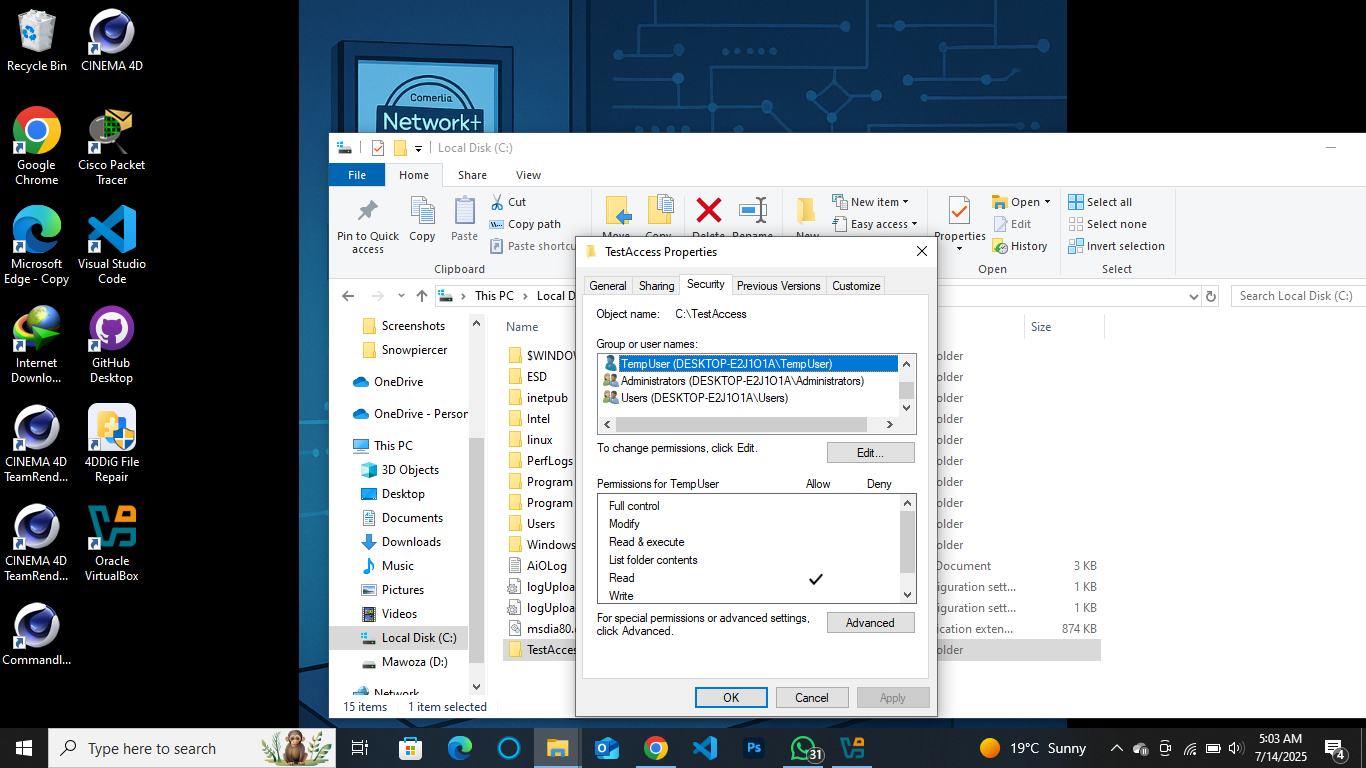 Recycle Bin
CINEMA 4D
Google Chrome
Cisco Packet Tracer
Microsoft Edge - Copy
Visual Studio Code
Internet Downlo...
GitHub Desktop
CINEMA 4D TeamRend...
4DDiG File Repair
CINEMA 4D TeamRend...
Oracle VirtualBox
Commandl...
Comerlia
Network+
Local Disk (C:)
File
Home
Share
View
Pin to Quick access
Copy
Paste
Cut
Copy path
Paste shortcu
Clipboard
New item
Easy access
Properties
Open
Edit
History
Open
Select all
Select none
Invert selection
Select
This PC
Local D
Search Local Disk (C:)
Screenshots
Snowpiercer
OneDrive
OneDrive - Person
This PC
3D Objects
Desktop
Documents
Downloads
Music
Pictures
Videos
Local Disk (C:)
Mawoza (D:)
Network
Name
Size
$WINDOW
ESD
inetpub
Intel
linux
PerfLogs
Program
Program
Users
Windows
AiOLog
logUploa
logUploa
msdia80.
TestAcces
older
older
older
older
older
older
older
older
older
older
Document
3 KB
iguration sett...
1 KB
iguration sett...
1 KB
ication exten...
874 KB
older
15 items
1 item selected
TestAccess Properties
General
Sharing
Security
Previous Versions
Customize
Object name:
C:\TestAccess
Group or user names:
TempUser (DESKTOP-E2J1O1A\TempUser)
Administrators (DESKTOP-E2J1O1A\Administrators)
Users (DESKTOP-E2J1O1A\Users)
To change permissions, click Edit.
Edit...
Permissions for TempUser
Allow
Deny
Full control
Modify
Read & execute
List folder contents
Read
Write
For special permissions or advanced settings,
click Advanced.
Advanced
OK
Cancel
Apply
Type here to search
Ps
31
19°C Sunny
5:03 AM
7/14/2025
4